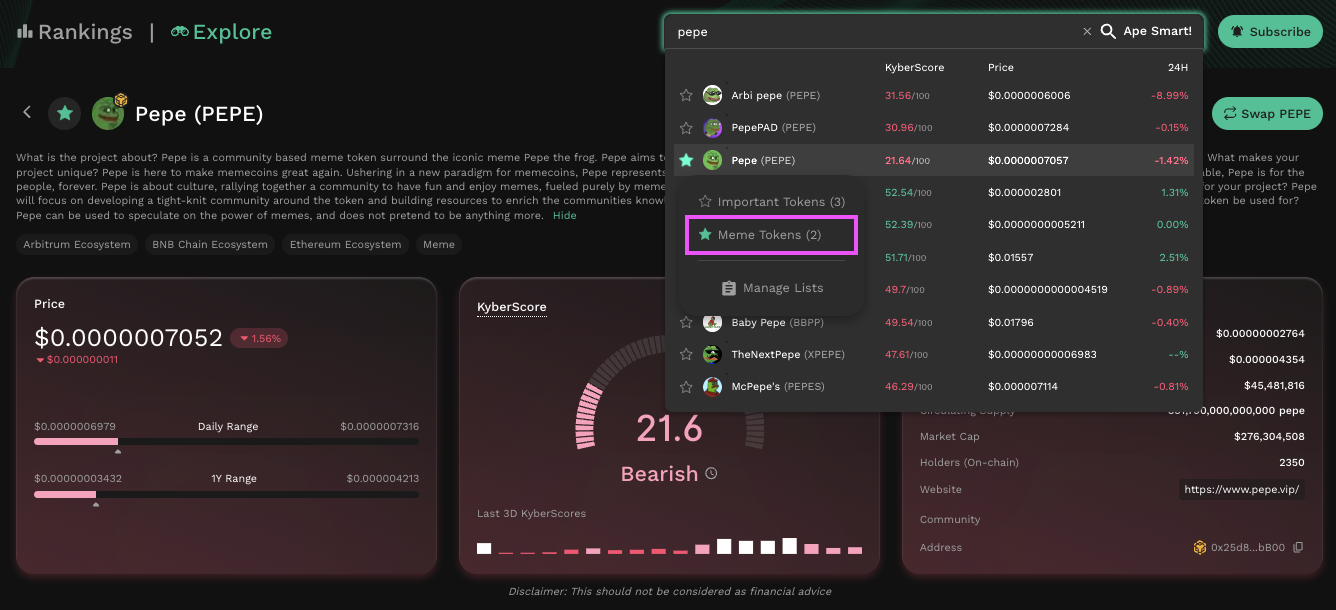 Rankings | Explore
pepe
Ape Smart!
Subscribe
KyberScore Price 24H
Arbi pepe (PEPE) 31.56/100 $0.0000006006 -8.99%
PepePAD (PEPE) 30.96/100 $0.0000007284 -0.15%
Pepe (PEPE) 21.64/100 $0.0000007057 -1.42%
52.54/100 $0.000002801 1.31%
52.39/100 $0.0000000005211 0.00%
51.71/100 $0.01557 2.51%
49.7/100 $0.0000000000004519 -0.89%
Baby Pepe (BBPP) 49.54/100 $0.01796 -0.40%
TheNextPepe (XPEPE) 47.61/100 $0.00000000006983 --%
McPepe's (PEPES) 46.29/100 $0.000007114 -0.81%
Important Tokens (3)
Meme Tokens (2)
Manage Lists
Pepe (PEPE)
Swap PEPE
What is the project about? Pepe is a community based meme token surround the iconic meme Pepe the frog. Pepe aims to
What makes your
project unique? Pepe is here to make memecoins great again. Ushering in a new paradigm for memecoins, Pepe represents
able, Pepe is for the
people, forever. Pepe is about culture, rallying together a community to have fun and enjoy memes, fueled purely by meme
for your project? Pepe
will focus on developing a tight-knit community around the token and building resources to enrich the communities know
token be used for?
Pepe can be used to speculate on the power of memes, and does not pretend to be anything more. Hide
Arbitrum Ecosystem BNB Chain Ecosystem Ethereum Ecosystem Meme
Price
$0.0000007052 1.56%
$0.000000011
$0.0000006979 Daily Range $0.0000007316
$0.00000003432 1Y Range $0.000004213
KyberScore
21.6
Bearish
Last 3D KyberScores
$0.00000002764
$0.000004354
$45,481,816
Circulating Supply 000,000,000 pepe
Market Cap $276,304,508
Holders (On-chain) 2350
Website https://www.pepe.vip/
Community
Address 0x25d8...bB00
Disclaimer: This should not be considered as financial advice